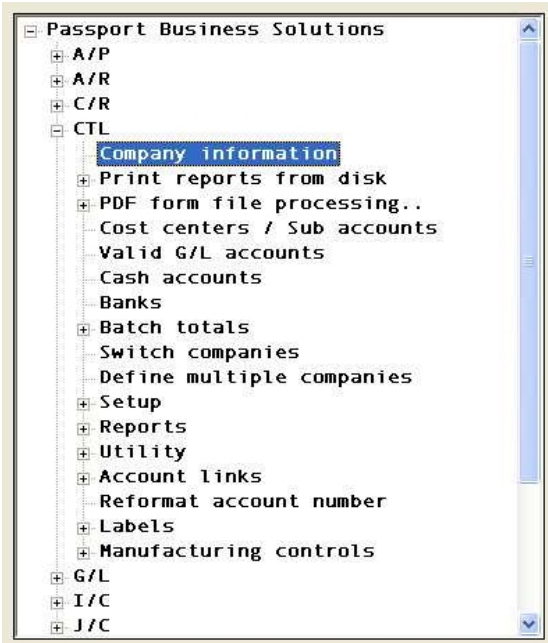 Passport Business Solutions
A/P
A/R
C/R
CTL
Company information
Print reports from disk
PDF form file processing..
Cost centers / Sub accounts
Valid G/L accounts
Cash accounts
Banks
Batch totals
Switch companies
Define multiple companies
Setup
Reports
Utility
Account links
Reformat account number
Labels
Manufacturing controls
G/L
I/C
J/C